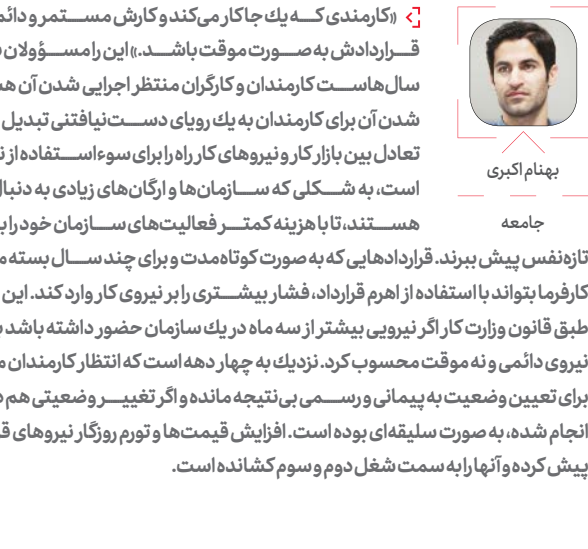 «کارمندی که یك جا کار می‌کند و کارش مستمر و دائم
قراردادش به صورت موقت باشد.» این را مسؤولان
سال‌هاست کارمندان و کارگران منتظر اجرایی شدن آن
شدن آن برای کارمندان به یك رویای دست‌نیافتنی تبدیل
تعادل بین بازار کار و نیروهای کار راه را برای سوءاستفاده از
است، به شکلی که سازمان‌ها و ارگان‌های زیادی به دنبال
هستند، تا با هزینه کمتر فعالیت‌های سازمان خود را
بهنام اکبری
جامعه
تازه‌نفس پیش ببرند. قراردادهایی که به صورت کوتاه‌مدت و برای چند سال بسته
کارفرما بتواند با استفاده از اهرم قرارداد، فشار بیشتری را بر نیروی کار وارد کند. این
طبق قانون وزارت کار اگر نیرویی بیشتر از سه ماه در یك سازمان حضور داشته باشد
نیروی دائمی و نه موقت محسوب کرد. نزدیك به چهار دهه است که انتظار کارمندان
برای تعیین وضعیت به پیمانی و رسمی بی‌نتیجه مانده و اگر تغییر وضعیتی هم
انجام شده، به صورت سلیقه‌ای بوده است. افزایش قیمت‌ها و تورم روزگار نیروهای
پیش کرده و آنها را به سمت شغل دوم و سوم کشانده است.